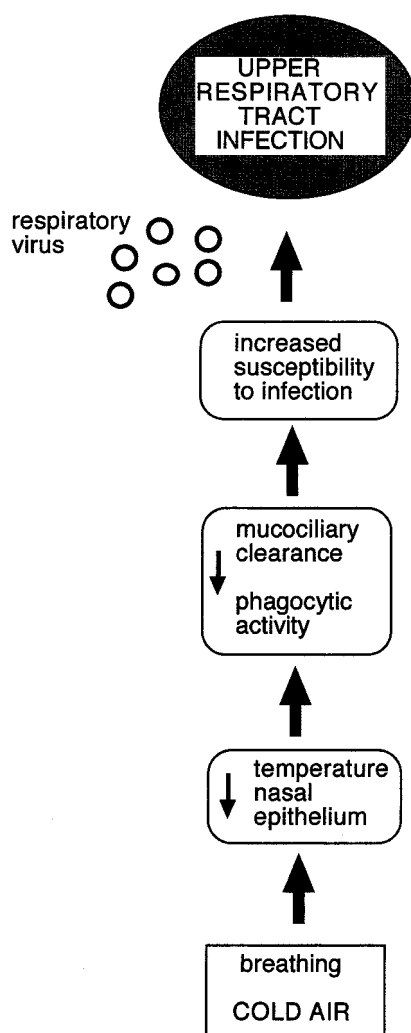 UPPER
RESPIRATORY
TRACT
INFECTION
respiratory
virus
increased
susceptibility
to infection
mucociliary
clearance
phagocytic
activity
temperature
nasal
epithelium
breathing
COLD AIR